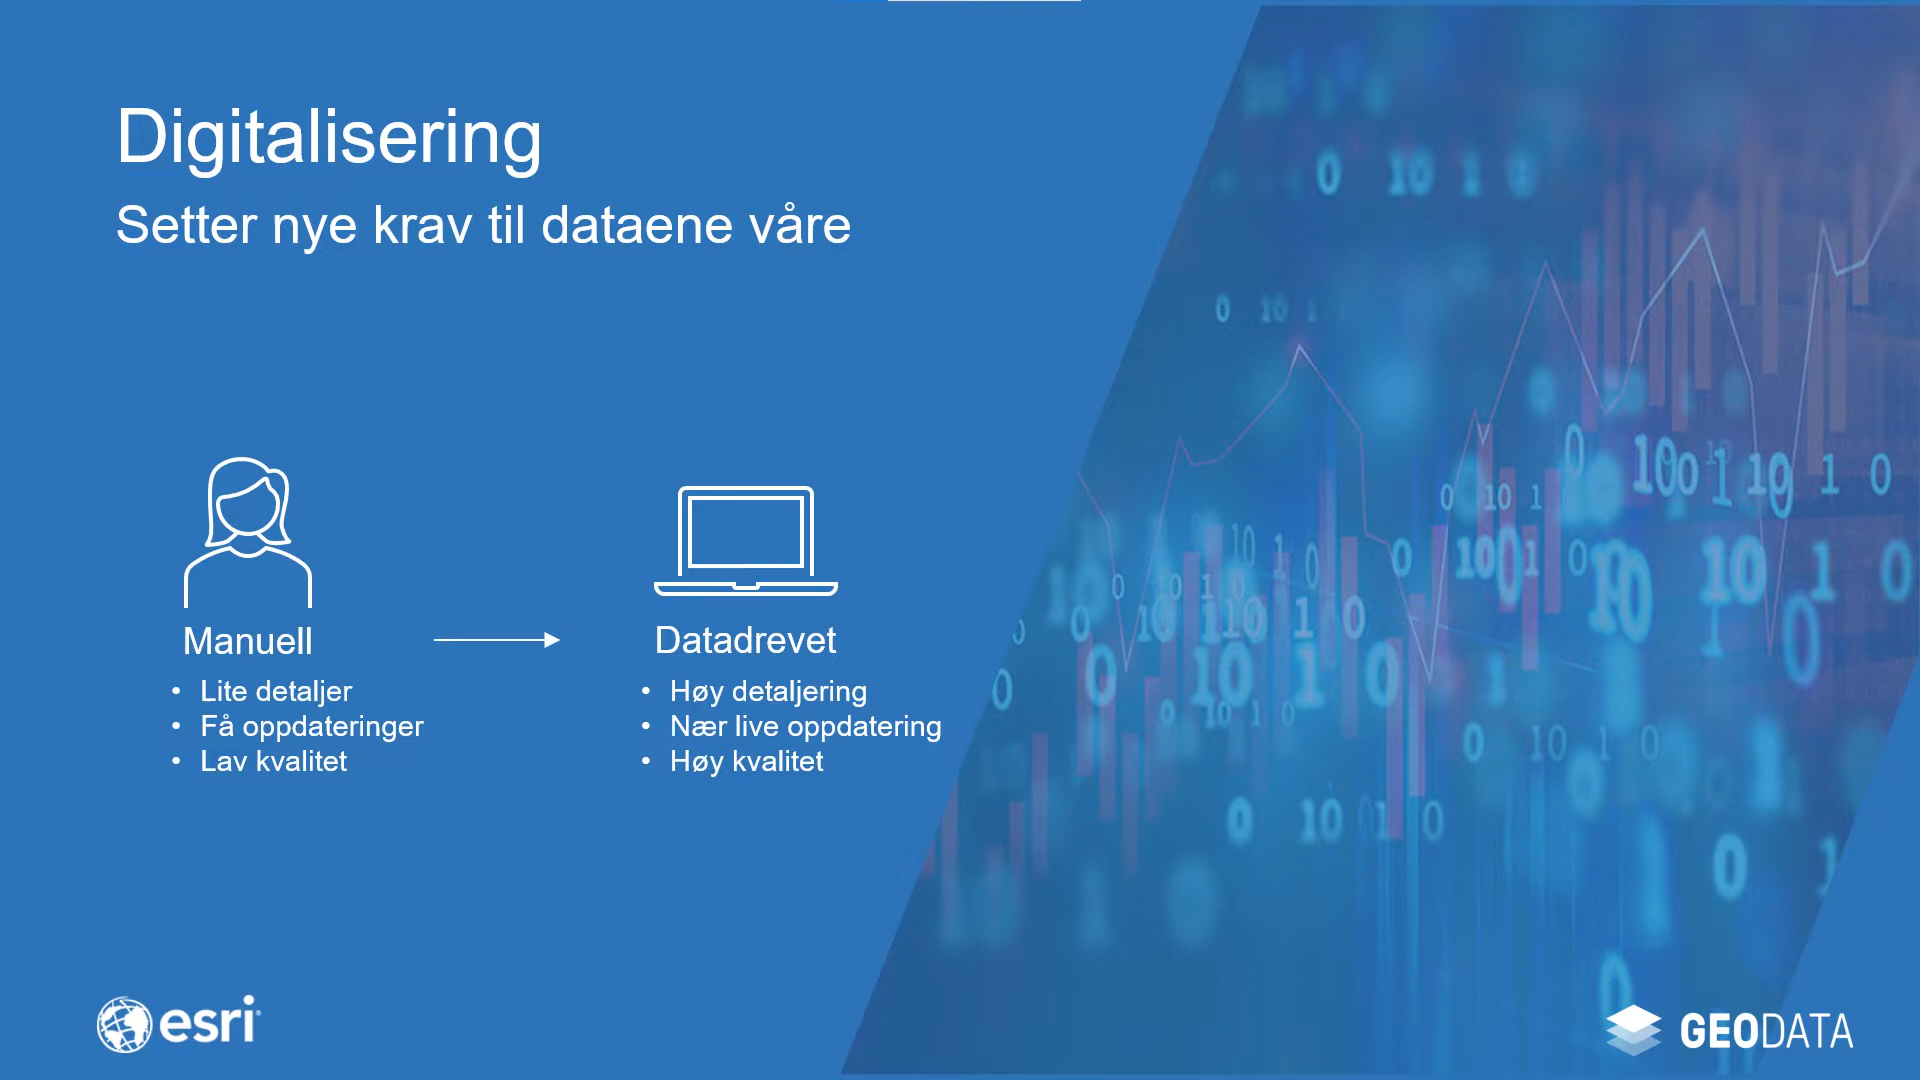 Digitalisering
Setter nye krav til dataene våre
Manuell
• Lite detaljer
• Få oppdateringer
• Lav kvalitet
Datadrevet
• Høy detaljering
• Nær live oppdatering
• Høy kvalitet
esri
GEODATA